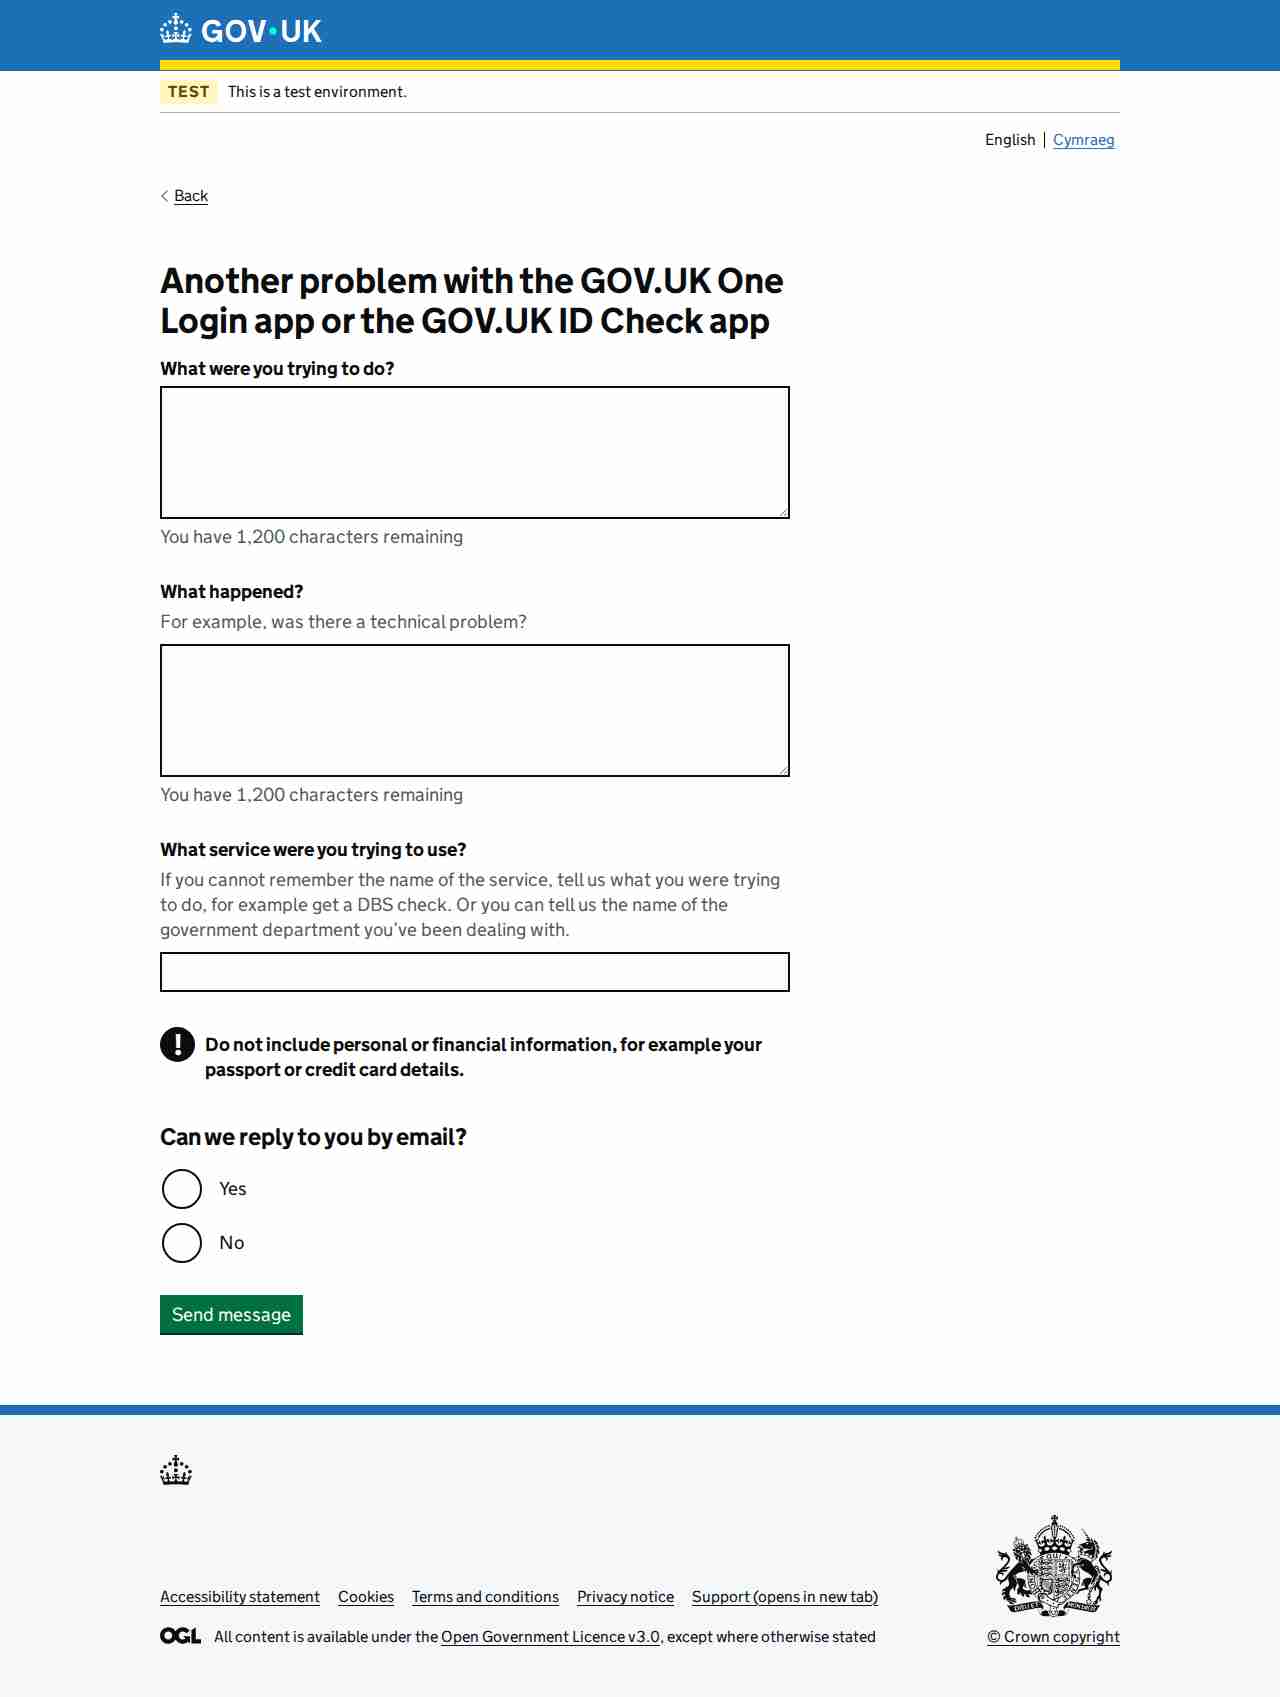 GOV.UK
TEST This is a test environment.
English Cymraeg
Back
Another problem with the GOV.UK One
Login app or the GOV.UK ID Check app
What were you trying to do?
You have 1,200 characters remaining
What happened?
For example, was there a technical problem?
You have 1,200 characters remaining
What service were you trying to use?
If you cannot remember the name of the service, tell us what you were trying
to do, for example get a DBS check. Or you can tell us the name of the
government department you’ve been dealing with.
! Do not include personal or financial information, for example your
passport or credit card details.
Can we reply to you by email?
Yes
No
Send message
Accessibility statement Cookies Terms and conditions Privacy notice Support (opens in new tab)
OGL All content is available under the Open Government Licence v3.0, except where otherwise stated
© Crown copyright